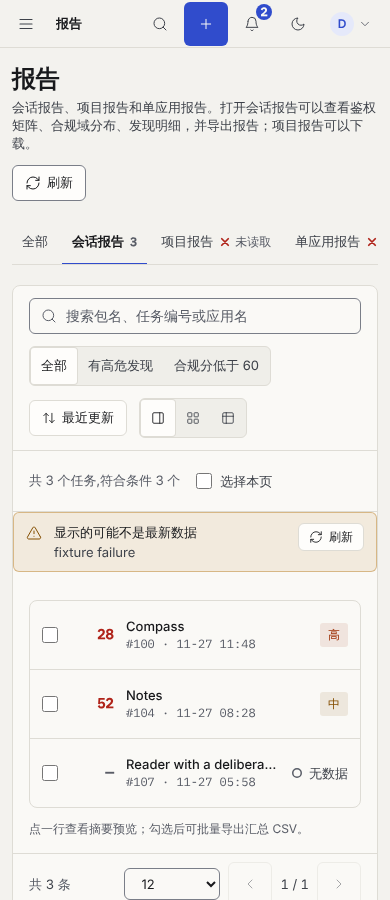 报告
2
D
报告
会话报告、项目报告和单应用报告。打开会话报告可以查看鉴权
矩阵、合规域分布、发现明细，并导出报告；项目报告可以下
载。
刷新
全部 会话报告 3 项目报告 未读取 单应用报告
搜索包名、任务编号或应用名
全部 有高危发现 合规分低于 60
最近更新
共 3 个任务,符合条件 3 个 选择本页
显示的可能不是最新数据
fixture failure
刷新
28 Compass
#100 · 11-27 11:48
高
52 Notes
#104 · 11-27 08:28
中
— Reader with a delibera...
#107 · 11-27 05:58
无数据
点一行查看摘要预览；勾选后可批量导出汇总 CSV。
共 3 条 12 1 / 1